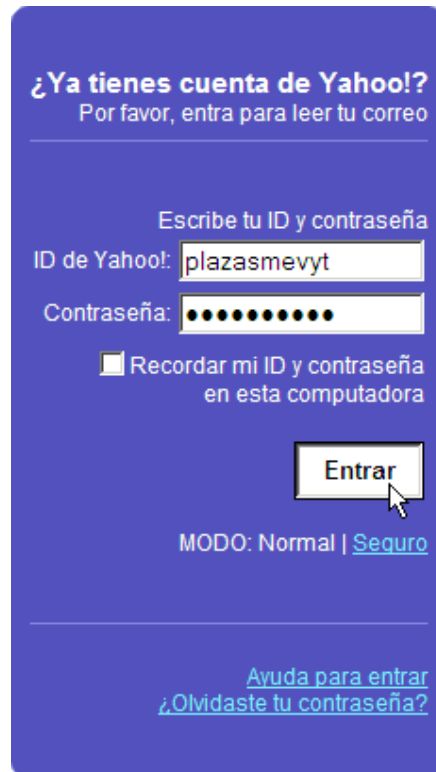 ¿Ya tienes cuenta de Yahoo!?
Por favor, entra para leer tu correo
Escribe tu ID y contraseña
ID de Yahoo!: plazasmevyt
Contraseña: ●●●●●●●●●●
Recordar mi ID y contraseña
en esta computadora
Entrar
MODO: Normal | Seguro
Ayuda para entrar
¿Olvidaste tu contraseña?